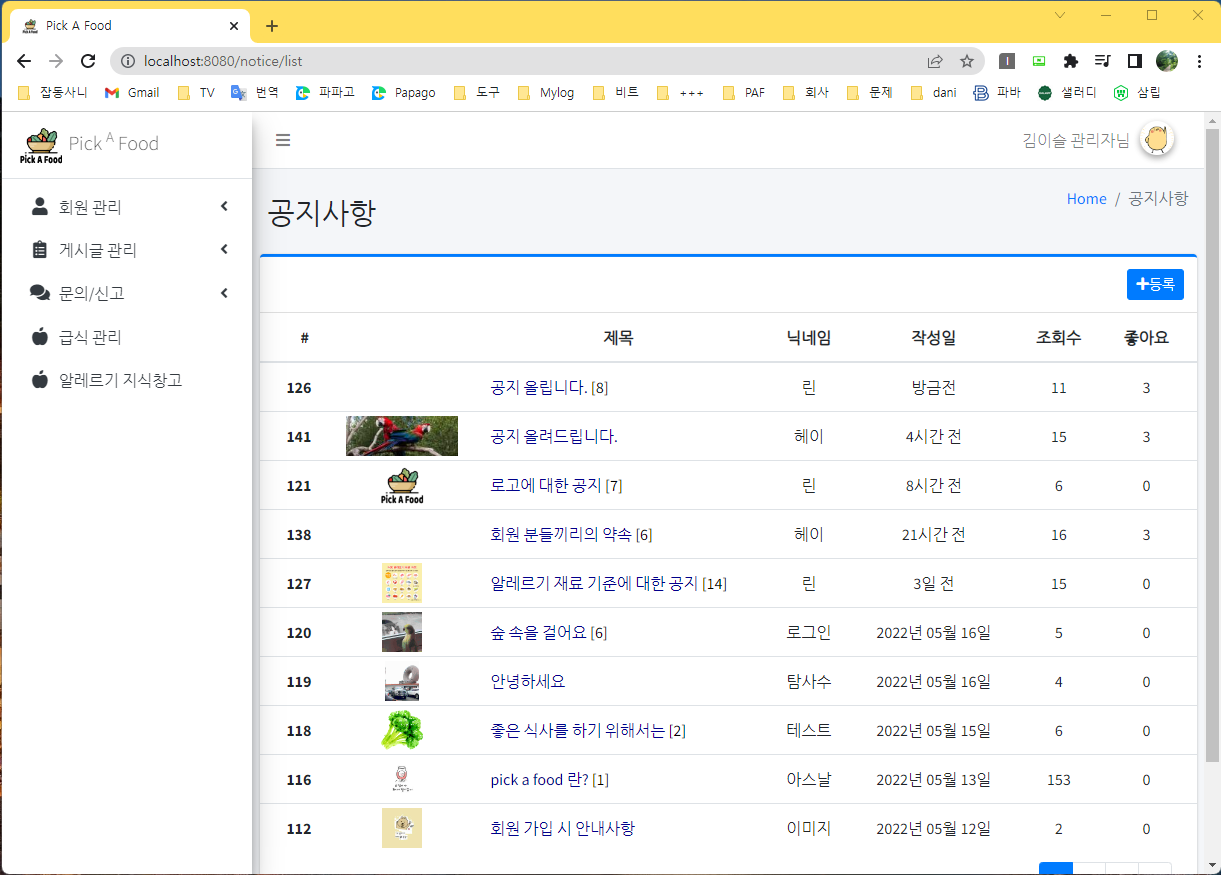 Pick A Food
localhost:8080/notice/list
잡동사니 Gmail TV 번역 파파고 Papago 도구 Mylog 비트 +++ PAF 회사 문제 dani 파바 샐러디 삼립
Pick A Food Pick A Food
김이슬 관리자님
회원 관리
게시글 관리
문의/신고
급식 관리
알레르기 지식창고
공지사항
Home / 공지사항
등록
# 제목 닉네임 작성일 조회수 좋아요
126 공지 올립니다. [8] 린 방금전 11 3
141 공지 올려드립니다. 헤이 4시간 전 15 3
121 Pick A Food 로고에 대한 공지 [7] 린 8시간 전 6 0
138 회원 분들끼리의 약속 [6] 헤이 21시간 전 16 3
127 알레르기 재료 기준에 대한 공지 [14] 린 3일 전 15 0
120 숲 속을 걸어요 [6] 로그인 2022년 05월 16일 5 0
119 안녕하세요 탐사수 2022년 05월 16일 4 0
118 좋은 식사를 하기 위해서는 [2] 테스트 2022년 05월 15일 6 0
116 pick a food 란? [1] 아스날 2022년 05월 13일 153 0
112 회원 가입 시 안내사항 이미지 2022년 05월 12일 2 0